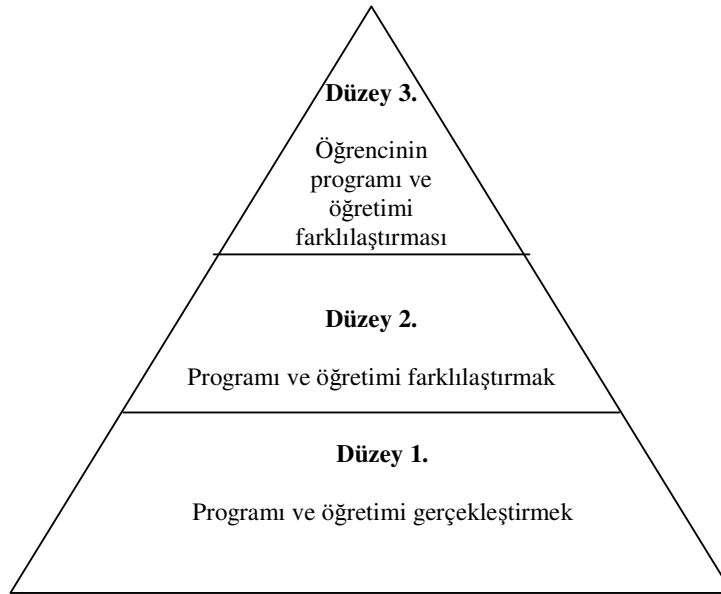 Düzey 3.
Öğrencinin
programı ve
öğretimi
farklılaştırması
Düzey 2.
Programı ve öğretimi farklılaştırmak
Düzey 1.
Programı ve öğretimi gerçekleştirmek